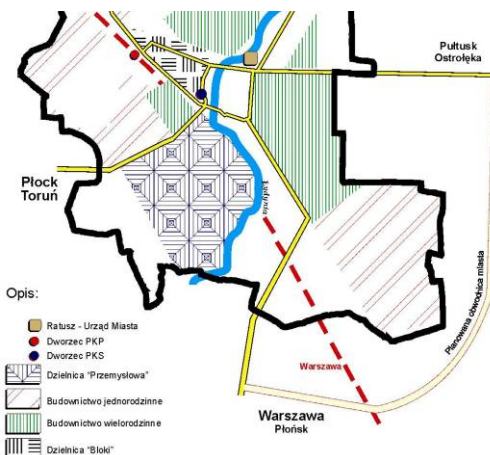 Pułtusk
Ostrołęka
Płock
Toruń
Łydynia
Opis:
Ratusz - Urząd Miasta
Dworzec PKP
Dworzec PKS
Dzielnica "Przemysłowa"
Budownictwo jednorodzinne
Budownictwo wielorodzinne
Dzielnica "Bloki"
Warszawa
Planowana obwodnica miasta
Warszawa
Płońsk